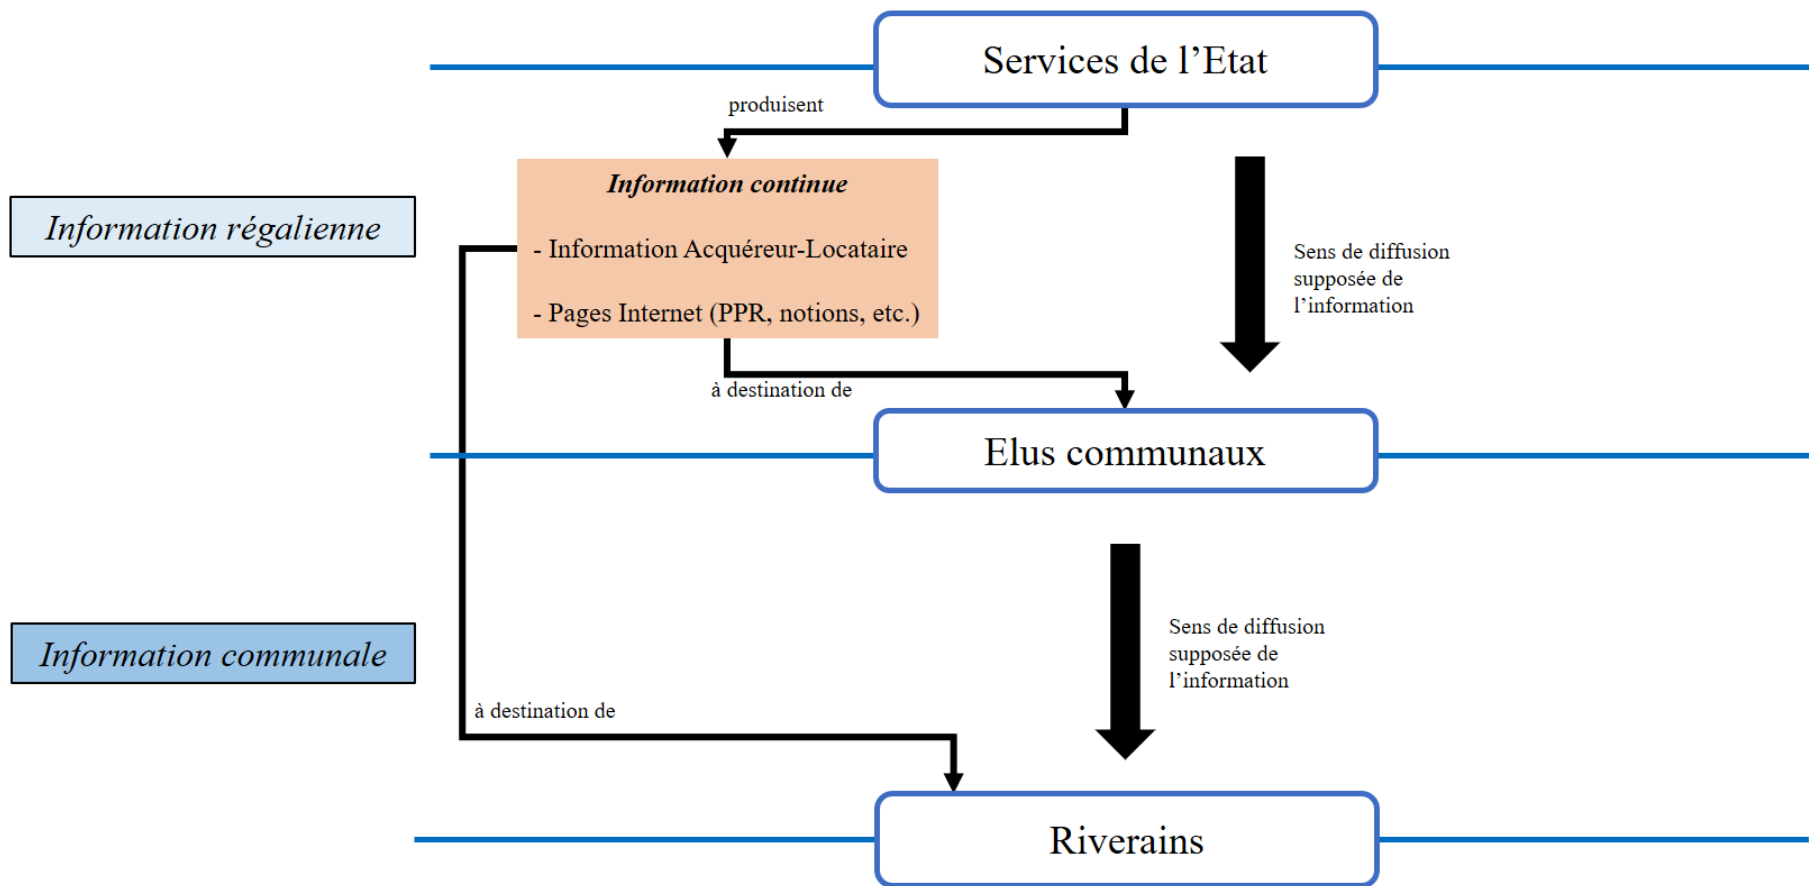 Services de l’Etat
produisent
Information continue
- Information Acquéreur-Locataire
- Pages Internet (PPR, notions, etc.)
Information régalienne
Sens de diffusion
supposée de
l’information
à destination de
Elus communaux
Information communale
Sens de diffusion
supposée de
l’information
à destination de
Riverains